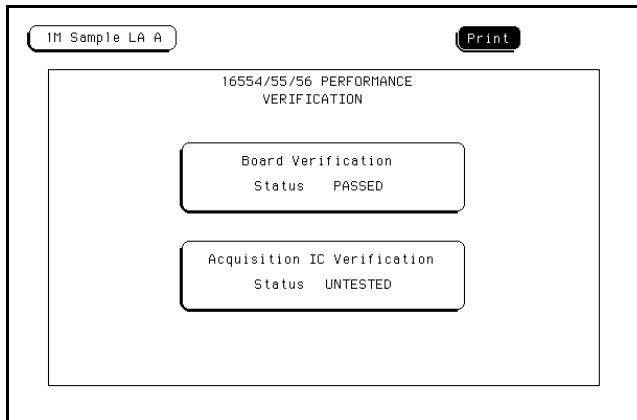 1M Sample LA A
Print
16554/55/56 PERFORMANCE
VERIFICATION
Board Verification
Status PASSED
Acquisition IC Verification
Status UNTESTED